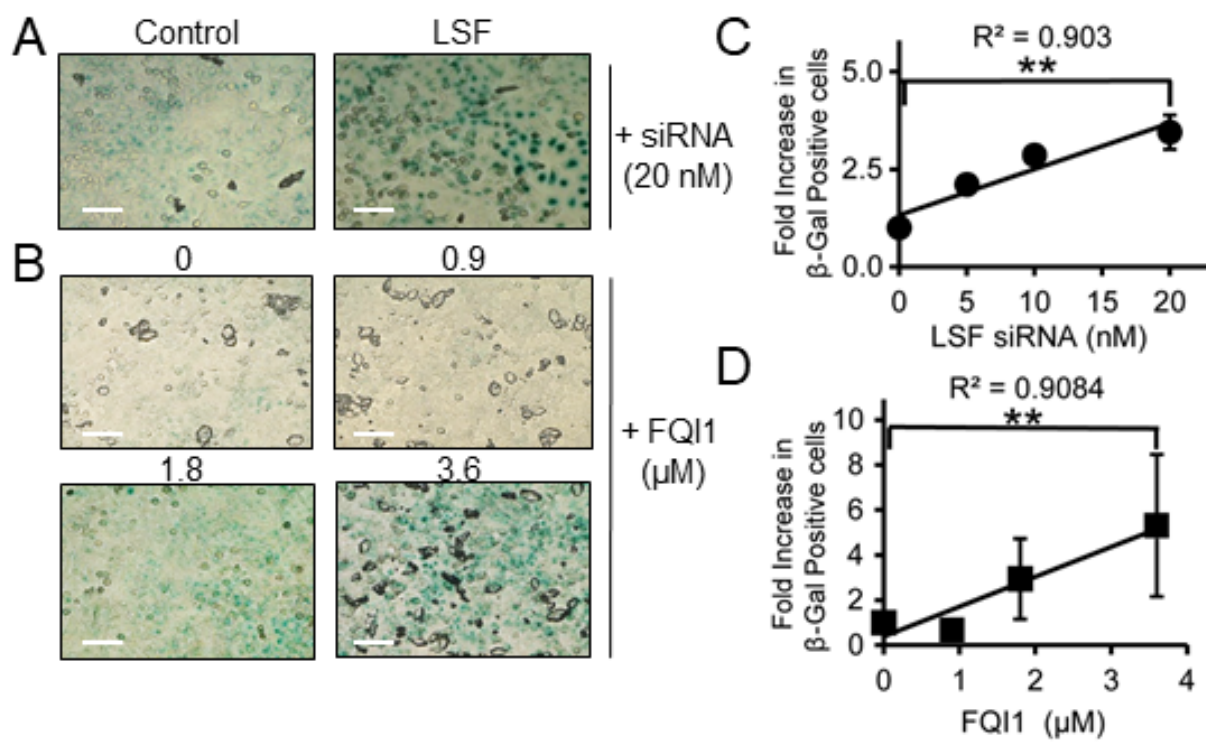 A
Control
LSF
+ siRNA
(20 nM)
B
0
0.9
1.8
3.6
+ FQI1
(µM)
C
R² = 0.903
**
Fold Increase in
β-Gal Positive cells
5.0
2.5
0.0
0
5
10
15
20
LSF siRNA (nM)
D
R² = 0.9084
**
Fold Increase in
β-Gal Positive cells
10
8
6
4
2
0
0
1
2
3
4
FQI1 (µM)